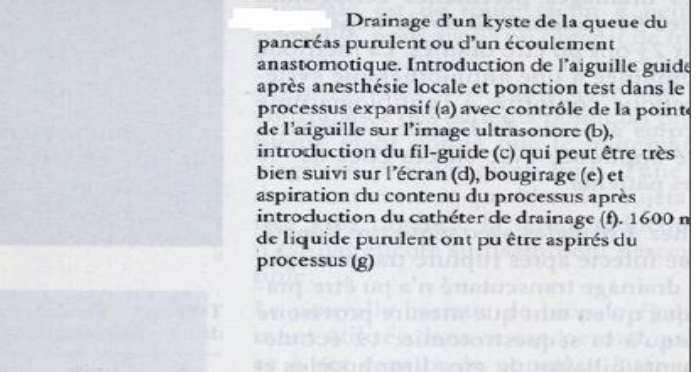 Drainage d'un kyste de la queue du
pancréas purulent ou d'un écoulement
anastomotique. Introduction de l'aiguille guide
après anesthésie locale et ponction test dans le
processus expansif (a) avec contrôle de la pointe
de l'aiguille sur l'image ultrasonore (b),
introduction du fil-guide (c) qui peut être très
bien suivi sur l'écran (d), bougirage (e) et
aspiration du contenu du processus après
introduction du cathéter de drainage (f). 1600 m
de liquide purulent ont pu être aspirés du
processus (g)